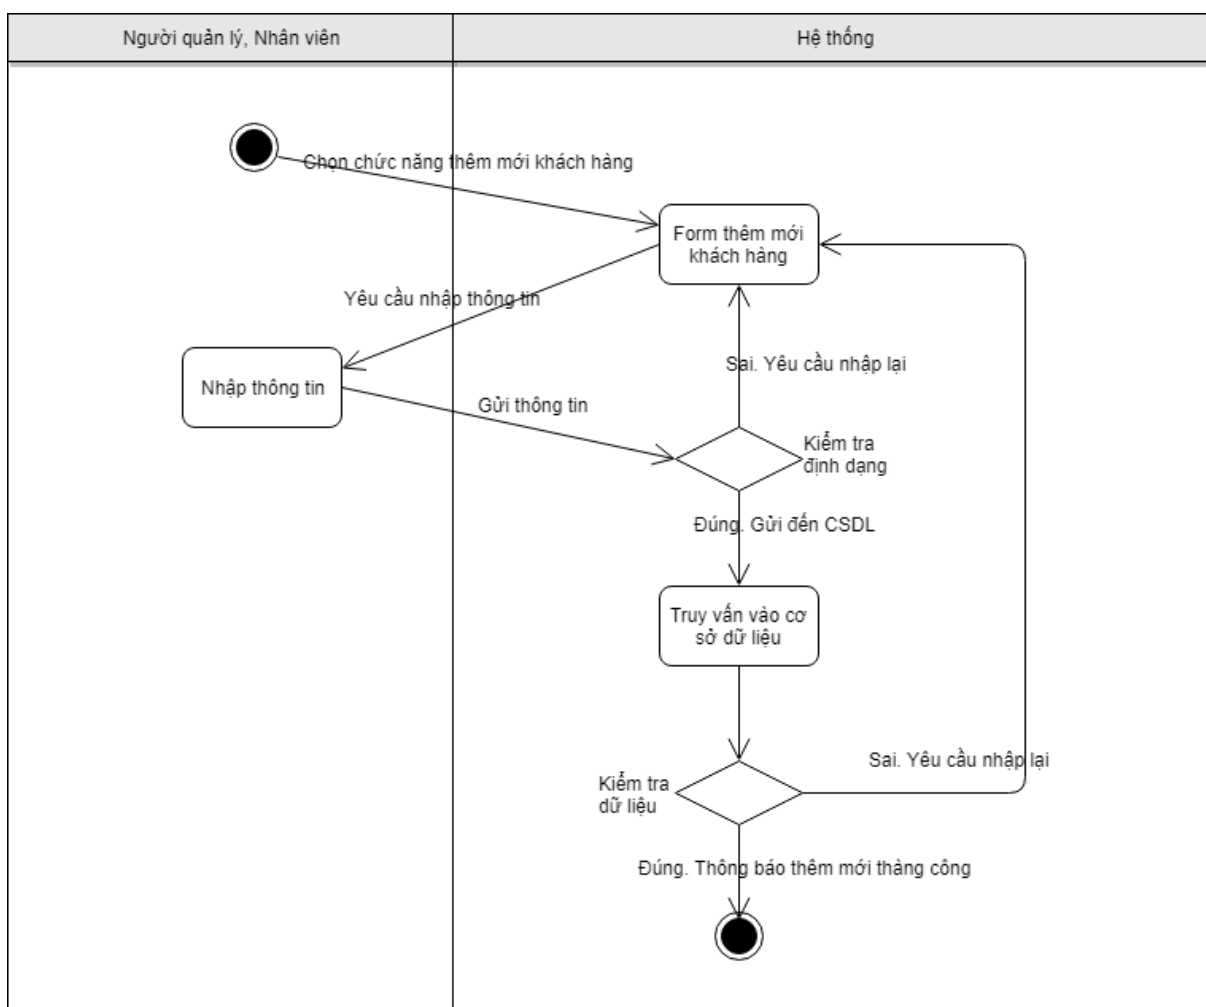 Người quản lý, Nhân viên
Hệ thống
Chọn chức năng thêm mới khách hàng
Form thêm mới
khách hàng
Yêu cầu nhập thông tin
Sai. Yêu cầu nhập lại
Nhập thông tin
Gửi thông tin
Kiểm tra
định dạng
Đúng. Gửi đến CSDL
Truy vấn vào cơ
sở dữ liệu
Sai. Yêu cầu nhập lại
Kiểm tra
dữ liệu
Đúng. Thông báo thêm mới thàng công